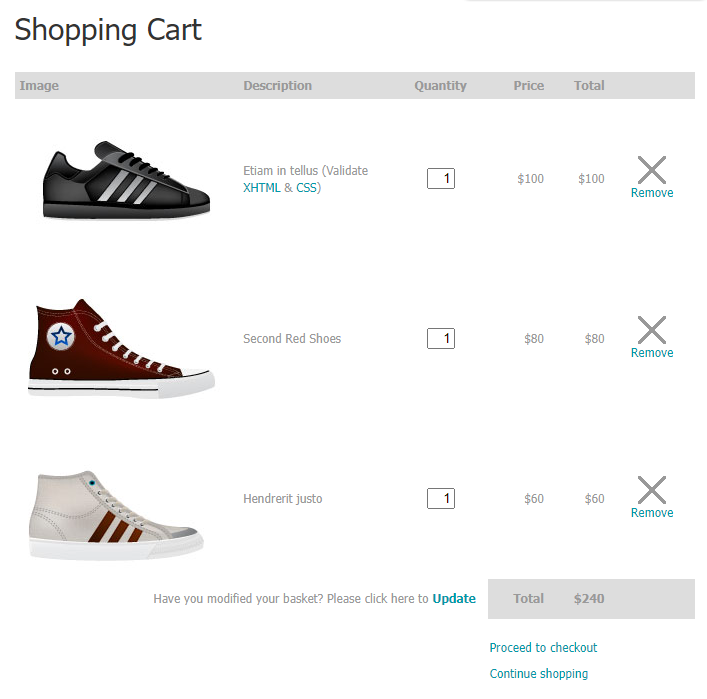 Shopping Cart
Image Description Quantity Price Total
Etiam in tellus (Validate
XHTML & CSS)
1 $100 $100
Remove
Second Red Shoes 1 $80 $80
Remove
Hendrerit justo 1 $60 $60
Remove
Have you modified your basket? Please click here to Update Total $240
Proceed to checkout
Continue shopping